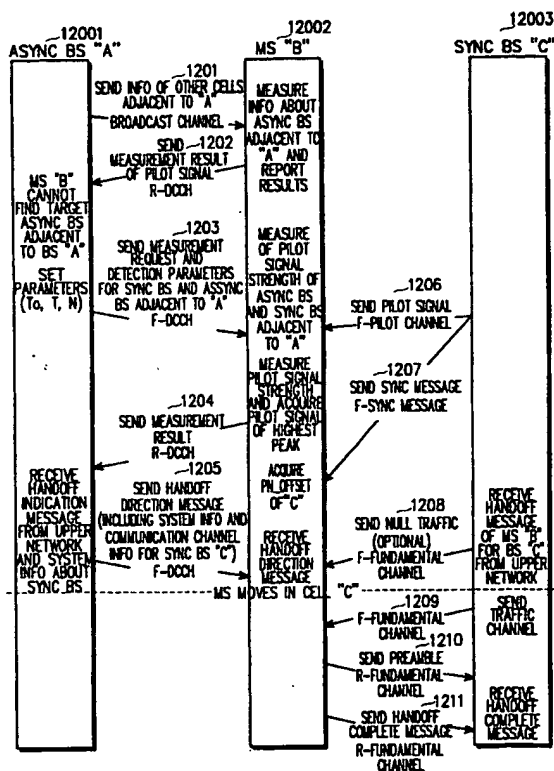 12001
ASYNC BS "A"
12002
MS "B"
12003
SYNC BS "C"
1201
SEND INFO OF OTHER CELLS
ADJACENT TO "A"
BROADCAST CHANNEL
MEASURE
INFO ABOUT
ASYNC BS
ADJACENT TO
"A" AND
REPORT
RESULTS
1202
SEND
MEASUREMENT RESULT
OF PILOT SIGNAL
R-DCCH
MS "B"
CANNOT
FIND TARGET
ASYNC BS
ADJACENT
TO BS "A"
SET
PARAMETERS
(To, T, N)
1203
SEND MEASUREMENT
REQUEST AND
DETECTION PARAMETERS
FOR SYNC BS AND ASSYNC
BS ADJACENT TO "A"
F-DCCH
MEASURE
OF PILOT
SIGNAL
STRENGTH OF
ASYNC BS
AND SYNC BS
ADJACENT
TO "A"
1206
SEND PILOT SIGNAL
F-PILOT CHANNEL
MEASURE
PILOT SIGNAL
STRENGTH
AND ACQUIRE
PILOT SIGNAL
OF HIGHEST
PEAK
1207
SEND SYNC MESSAGE
F-SYNC MESSAGE
1204
SEND MEASUREMENT
RESULT
R-DCCH
ACQUIRE
PN_OFFSET
OF "C"
RECEIVE
HANDOFF
INDICATION
MESSAGE
FROM UPPER
NETWORK
AND SYSTEM
INFO ABOUT
SYNC BS
1205
SEND HANDOFF
DIRECTION MESSAGE
(INCLUDING SYSTEM INFO AND
COMMUNICATION CHANNEL
INFO FOR SYNC BS "C")
F-DCCH
RECEIVE
HANDOFF
DIRECTION
MESSAGE
1208
SEND NULL TRAFFIC
(OPTIONAL)
F-FUNDAMENTAL
CHANNEL
RECEIVE
HANDOFF
MESSAGE
OF MS "B"
FOR BS "C"
FROM UPPER
NETWORK
MS MOVES IN CELL "C"
1209
F-FUNDAMENTAL
CHANNEL
SEND
TRAFFIC
CHANNEL
1210
SEND PREAMBLE
R-FUNDAMENTAL
CHANNEL
1211
SEND HANDOFF
COMPLETE MESSAGE
R-FUNDAMENTAL
CHANNEL
RECEIVE
HANDOFF
COMPLETE
MESSAGE